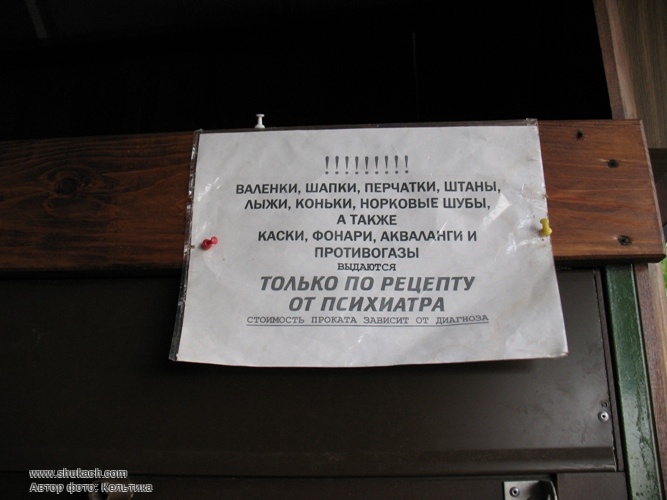 !!!!!!!!!
ВАЛЕНКИ, ШАПКИ, ПЕРЧАТКИ, ШТАНЫ,
ЛЫЖИ, КОНЬКИ, НОРКОВЫЕ ШУБЫ,
А ТАКЖЕ
КАСКИ, ФОНАРИ, АКВАЛАНГИ И
ПРОТИВОГАЗЫ
ВЫДАЮТСЯ
ТОЛЬКО ПО РЕЦЕПТУ
ОТ ПСИХИАТРА
СТОИМОСТЬ ПРОКАТА ЗАВИСИТ ОТ ДИАГНОЗА
www.shukach.com
Автор фото: Кельтика